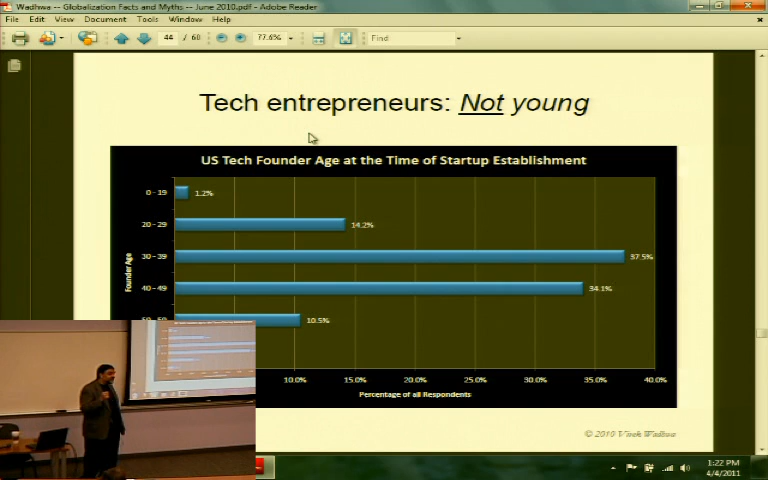 Wadhwa -- Globalization Facts and Myths -- June 2010.pdf - Adobe Reader
File Edit View Document Tools Window Help
44 / 60 77.6% Find
Tech entrepreneurs: Not young
US Tech Founder Age at the Time of Startup Establishment
0 - 19 1.2%
20 - 29 14.2%
30 - 39 37.5%
40 - 49 34.1%
10.5%
Founder Age
10.0% 15.0% 20.0% 25.0% 30.0% 35.0% 40.0%
Percentage of all Respondents
© 2010 Vivek Wadhwa
1:22 PM
4/4/2011